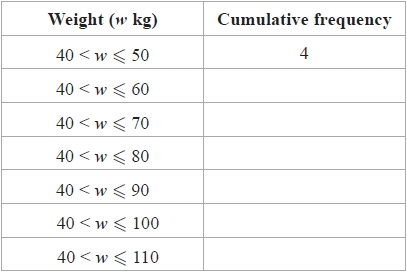 Weight (w kg) Cumulative frequency
40 < w ⩽ 50 4
40 < w ⩽ 60
40 < w ⩽ 70
40 < w ⩽ 80
40 < w ⩽ 90
40 < w ⩽ 100
40 < w ⩽ 110